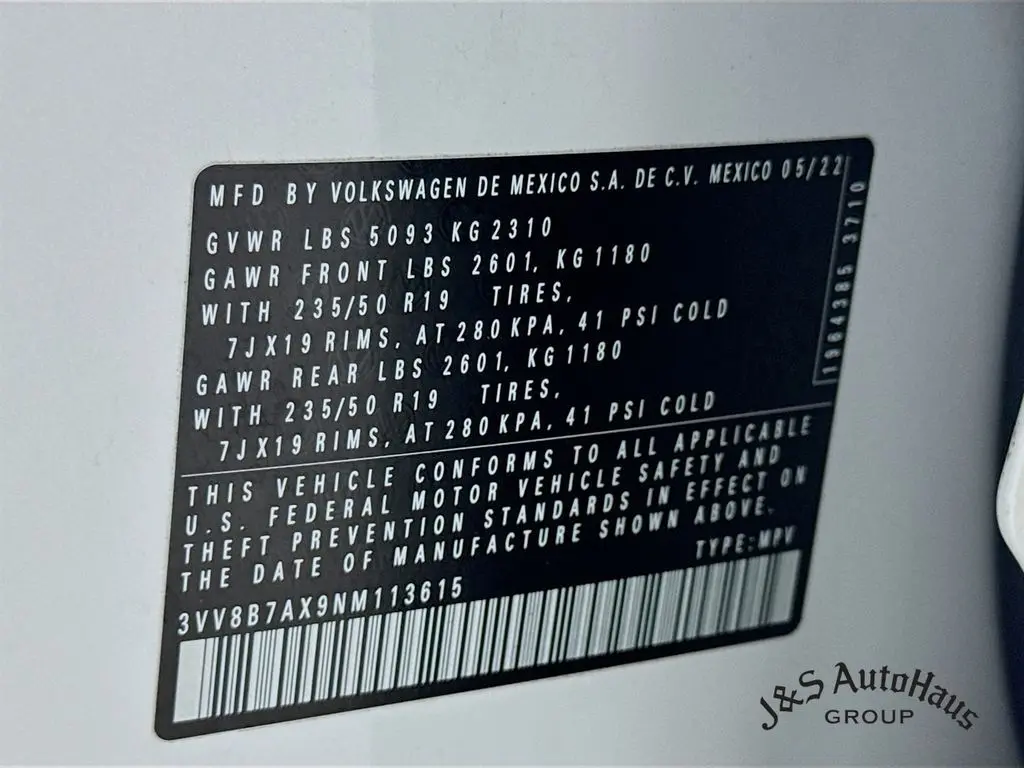 MFD BY VOLKSWAGEN DE MEXICO S.A. DE C.V. MEXICO 05/22
GVWR LBS 5093 KG 2310
GAWR FRONT LBS 2601, KG 1180
WITH 235/50 R19 TIRES,
7JX19 RIMS, AT 280 KPA, 41 PSI COLD
GAWR REAR LBS 2601, KG 1180
WITH 235/50 R19 TIRES,
7JX19 RIMS, AT 280 KPA, 41 PSI COLD
1964385 3710
THIS VEHICLE CONFORMS TO ALL APPLICABLE
U.S. FEDERAL MOTOR VEHICLE SAFETY AND
THEFT PREVENTION STANDARDS IN EFFECT ON
THE DATE OF MANUFACTURE SHOWN ABOVE.
TYPE:MPV
3VV8B7AX9NM113615
J&S AutoHaus
GROUP